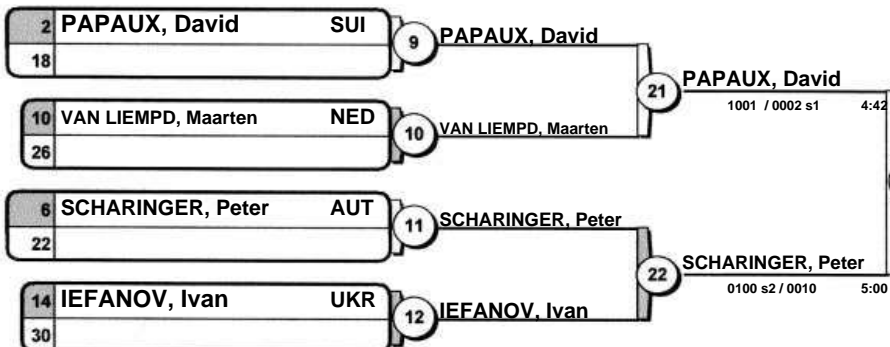 2 PAPAUX, David SUI
18
9 PAPAUX, David
10 VAN LIEMPD, Maarten NED
26
10 VAN LIEMPD, Maarten
21 PAPAUX, David
1001 / 0002 s1 4:42
6 SCHARINGER, Peter AUT
22
11 SCHARINGER, Peter
14 IEFANOV, Ivan UKR
30
12 IEFANOV, Ivan
22 SCHARINGER, Peter
0100 s2 / 0010 5:00